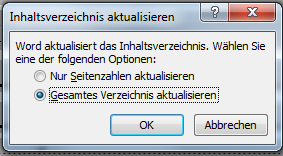 Inhaltsverzeichnis aktualisieren
Word aktualisiert das Inhaltsverzeichnis. Wählen Sie
eine der folgenden Optionen:
Nur Seitenzahlen aktualisieren
Gesamtes Verzeichnis aktualisieren
OK
Abbrechen